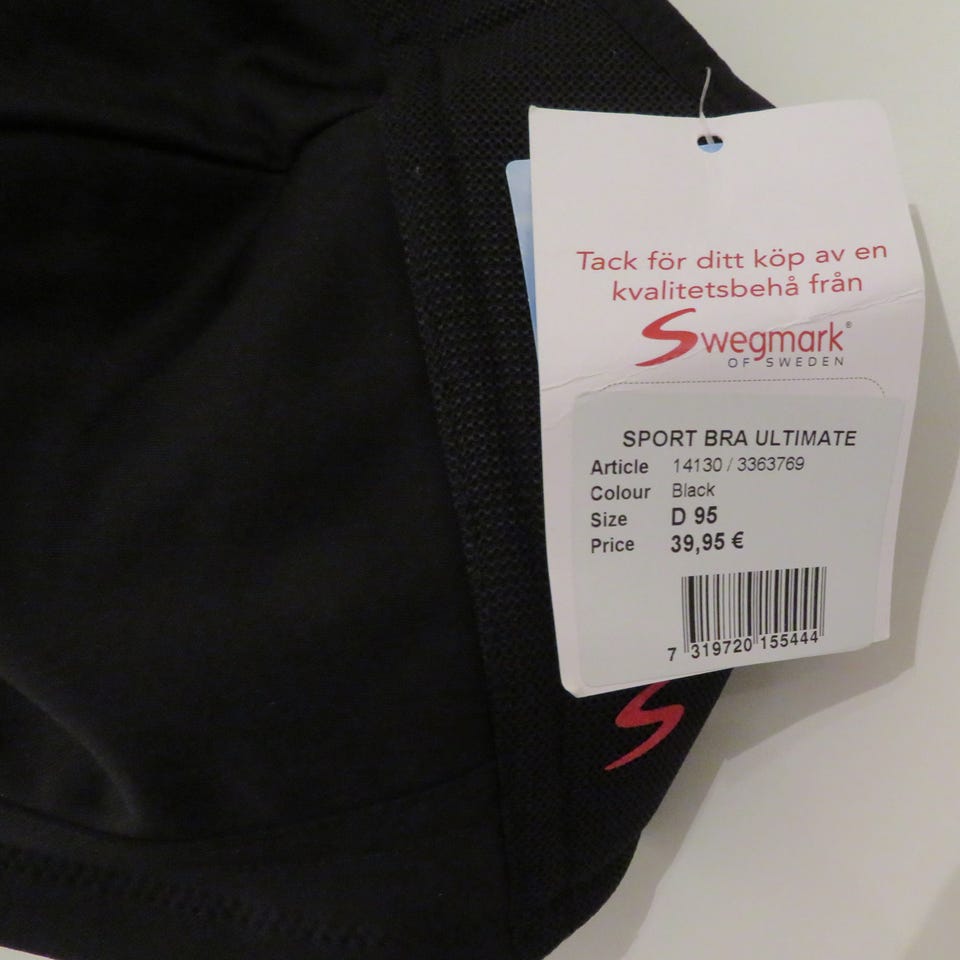 Tack för ditt köp av en
kvalitetsbehå från
Swegmark®
OF SWEDEN
SPORT BRA ULTIMATE
Article 14130 / 3363769
Colour Black
Size D 95
Price 39,95 €
7 319720 155444